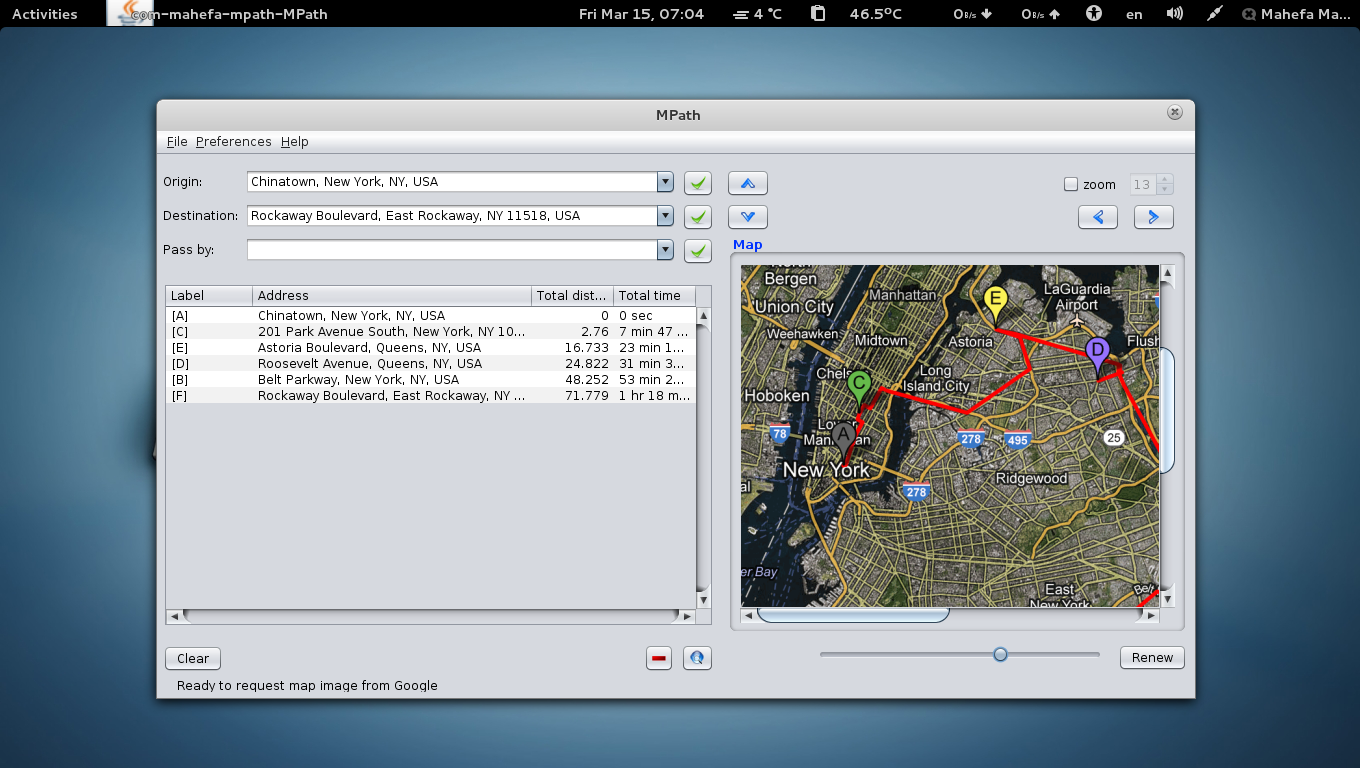 Activities com-mahefa-mpath-MPath Fri Mar 15, 07:04 4 °C 46.5°C 0B/s 0B/s en Mahefa Ma...
MPath
File Preferences Help
Origin: Chinatown, New York, NY, USA
zoom 13
Destination: Rockaway Boulevard, East Rockaway, NY 11518, USA
Pass by:
Map
Label Address Total dist... Total time
[A] Chinatown, New York, NY, USA 0 0 sec
[C] 201 Park Avenue South, New York, NY 10... 2.76 7 min 47 ...
[E] Astoria Boulevard, Queens, NY, USA 16.733 23 min 1...
[D] Roosevelt Avenue, Queens, NY, USA 24.822 31 min 3...
[B] Belt Parkway, New York, NY, USA 48.252 53 min 2...
[F] Rockaway Boulevard, East Rockaway, NY ... 71.779 1 hr 18 m...
North
Bergen
Union City
Manhattan
LaGuardia
Airport
E
Weehawken
Midtown
Astoria
D
Flush
Chels
C
Long
Island City
Hoboken
78
Lower
Manhattan
A
278
495
25
New York
Ridgewood
al
278
er Bay
East
New York
Belt
Clear
Renew
Ready to request map image from Google